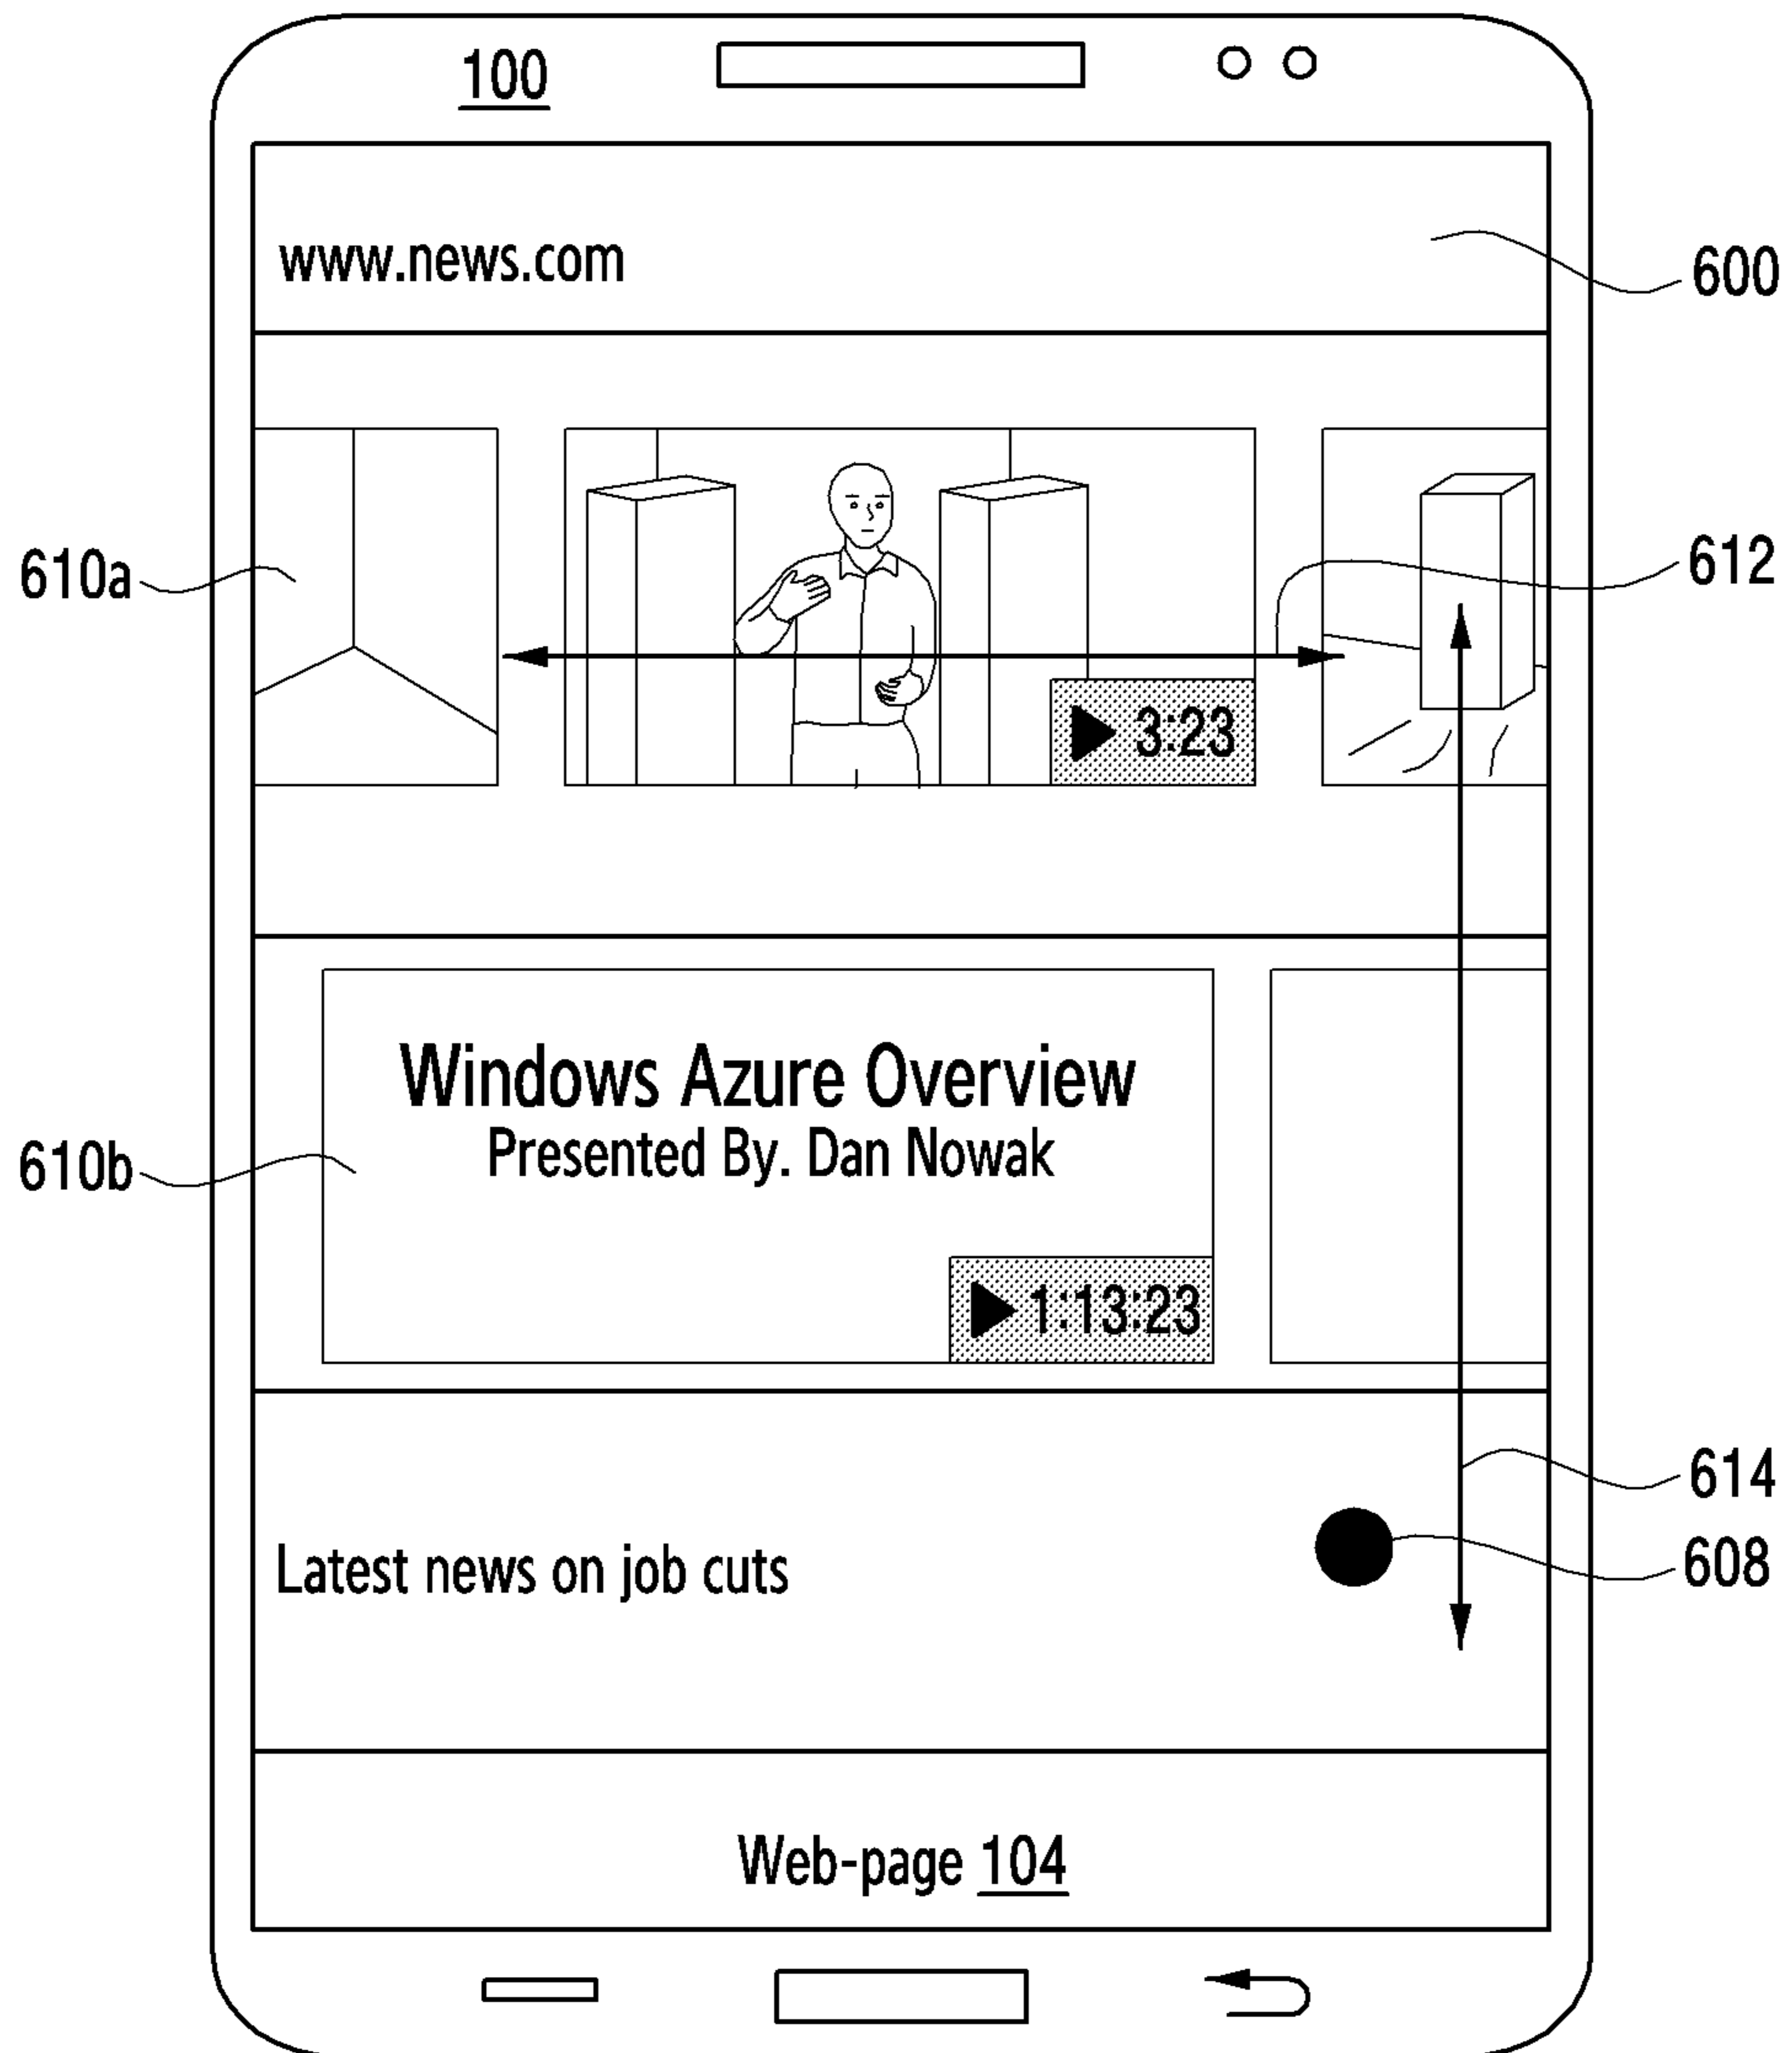 100
www.news.com
600
610a
612
3:23
Windows Azure Overview
Presented By. Dan Nowak
610b
1:13:23
614
Latest news on job cuts
608
Web-page 104